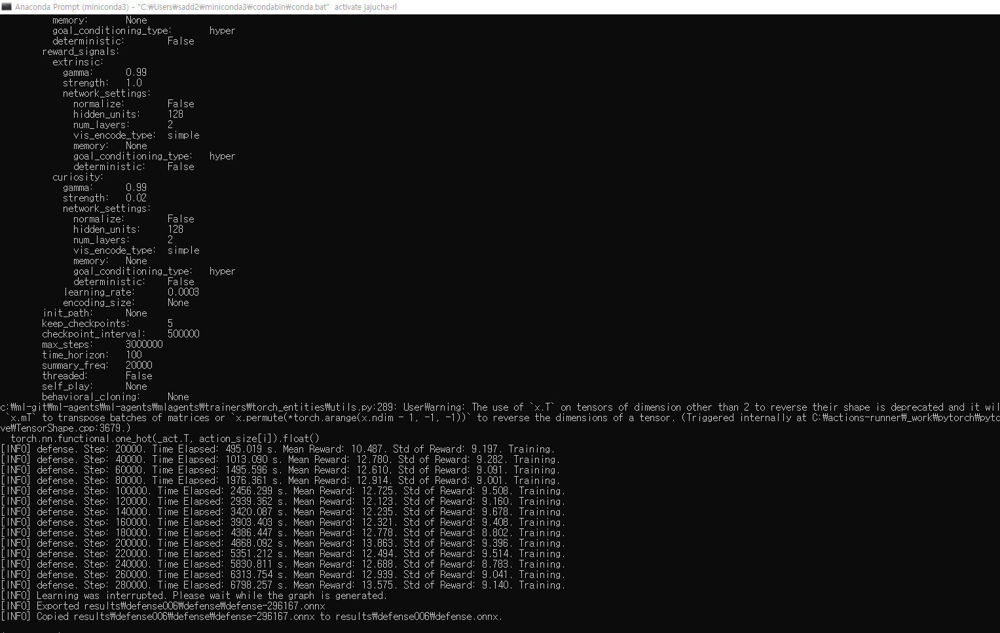 Anaconda Prompt (miniconda3) - "C:₩Users₩sadd2₩miniconda3₩condabin₩conda.bat" activate jajucha-rl
memory: None
goal_conditioning_type: hyper
deterministic: False
reward_signals:
extrinsic:
gamma: 0.99
strength: 1.0
network_settings:
normalize: False
hidden_units: 128
num_layers: 2
vis_encode_type: simple
memory: None
goal_conditioning_type: hyper
deterministic: False
curiosity:
gamma: 0.99
strength: 0.02
network_settings:
normalize: False
hidden_units: 128
num_layers: 2
vis_encode_type: simple
memory: None
goal_conditioning_type: hyper
deterministic: False
learning_rate: 0.0003
encoding_size: None
init_path: None
keep_checkpoints: 5
checkpoint_interval: 500000
max_steps: 3000000
time_horizon: 100
summary_freq: 20000
threaded: False
self_play: None
behavioral_cloning: None
c:₩ml-git₩ml-agents₩ml-agents₩mlagents₩trainers₩torch_entities₩utils.py:289: UserWarning: The use of `x.T` on tensors of dimension other than 2 to reverse their shape is deprecated and it wil
`x.mT` to transpose batches of matrices or `x.permute(*torch.arange(x.ndim - 1, -1, -1))` to reverse the dimensions of a tensor. (Triggered internally at C:₩actions-runner₩_work₩pytorch₩pyto
ve₩TensorShape.cpp:3679.)
torch.nn.functional.one_hot(_act.T, action_size[i]).float()
[INFO] defense. Step: 20000. Time Elapsed: 495.019 s. Mean Reward: 10.487. Std of Reward: 9.197. Training.
[INFO] defense. Step: 40000. Time Elapsed: 1013.090 s. Mean Reward: 12.780. Std of Reward: 9.282. Training.
[INFO] defense. Step: 60000. Time Elapsed: 1495.596 s. Mean Reward: 12.610. Std of Reward: 9.091. Training.
[INFO] defense. Step: 80000. Time Elapsed: 1976.361 s. Mean Reward: 12.914. Std of Reward: 9.001. Training.
[INFO] defense. Step: 100000. Time Elapsed: 2456.299 s. Mean Reward: 12.725. Std of Reward: 9.508. Training.
[INFO] defense. Step: 120000. Time Elapsed: 2939.362 s. Mean Reward: 12.123. Std of Reward: 9.160. Training.
[INFO] defense. Step: 140000. Time Elapsed: 3420.087 s. Mean Reward: 12.235. Std of Reward: 9.678. Training.
[INFO] defense. Step: 160000. Time Elapsed: 3903.403 s. Mean Reward: 12.321. Std of Reward: 9.408. Training.
[INFO] defense. Step: 180000. Time Elapsed: 4386.447 s. Mean Reward: 12.778. Std of Reward: 8.802. Training.
[INFO] defense. Step: 200000. Time Elapsed: 4868.092 s. Mean Reward: 13.863. Std of Reward: 9.396. Training.
[INFO] defense. Step: 220000. Time Elapsed: 5351.212 s. Mean Reward: 12.494. Std of Reward: 9.514. Training.
[INFO] defense. Step: 240000. Time Elapsed: 5830.811 s. Mean Reward: 12.688. Std of Reward: 8.783. Training.
[INFO] defense. Step: 260000. Time Elapsed: 6313.754 s. Mean Reward: 12.939. Std of Reward: 9.041. Training.
[INFO] defense. Step: 280000. Time Elapsed: 6798.257 s. Mean Reward: 13.575. Std of Reward: 9.140. Training.
[INFO] Learning was interrupted. Please wait while the graph is generated.
[INFO] Exported results₩defense006₩defense₩defense-296167.onnx
[INFO] Copied results₩defense006₩defense₩defense-296167.onnx to results₩defense006₩defense.onnx.